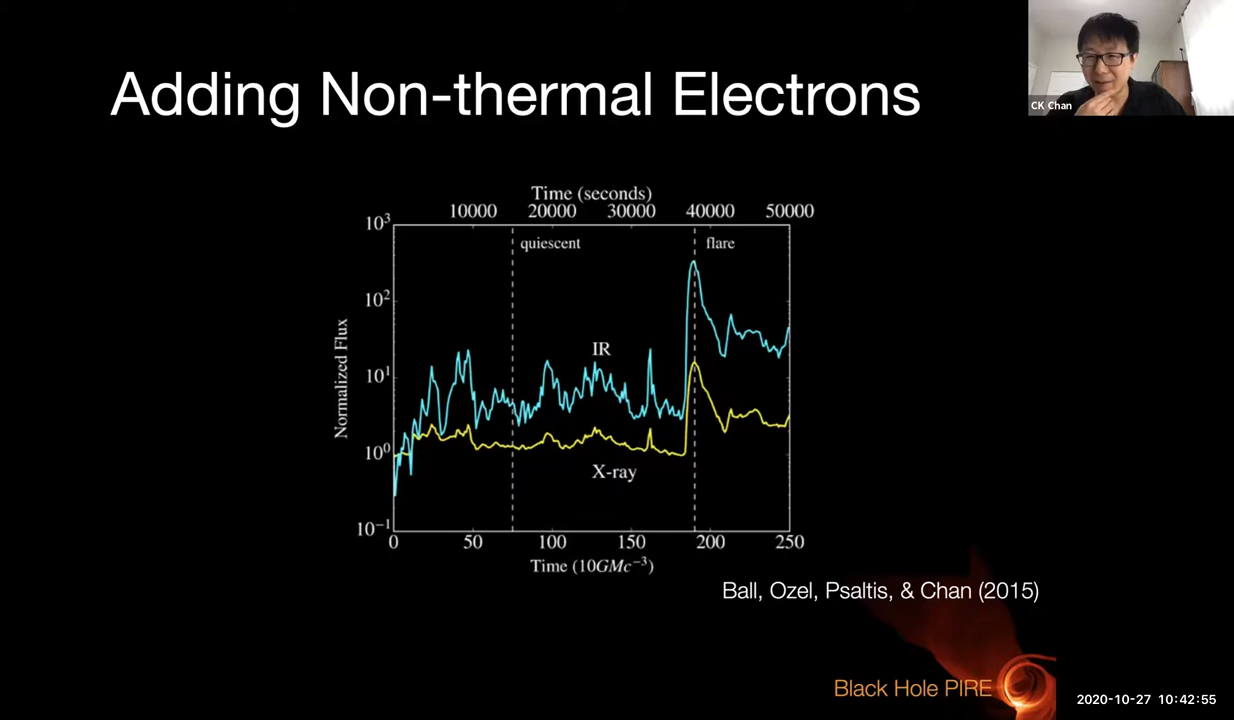 Adding Non-thermal Electrons
CK Chan
Time (seconds)
10000 20000 30000 40000 50000
10³
10²
10¹
10⁰
10⁻¹
Normalized Flux
quiescent
flare
IR
X-ray
0 50 100 150 200 250
Time (10GMc⁻³)
Ball, Ozel, Psaltis, & Chan (2015)
Black Hole PIRE
2020-10-27 10:42:55